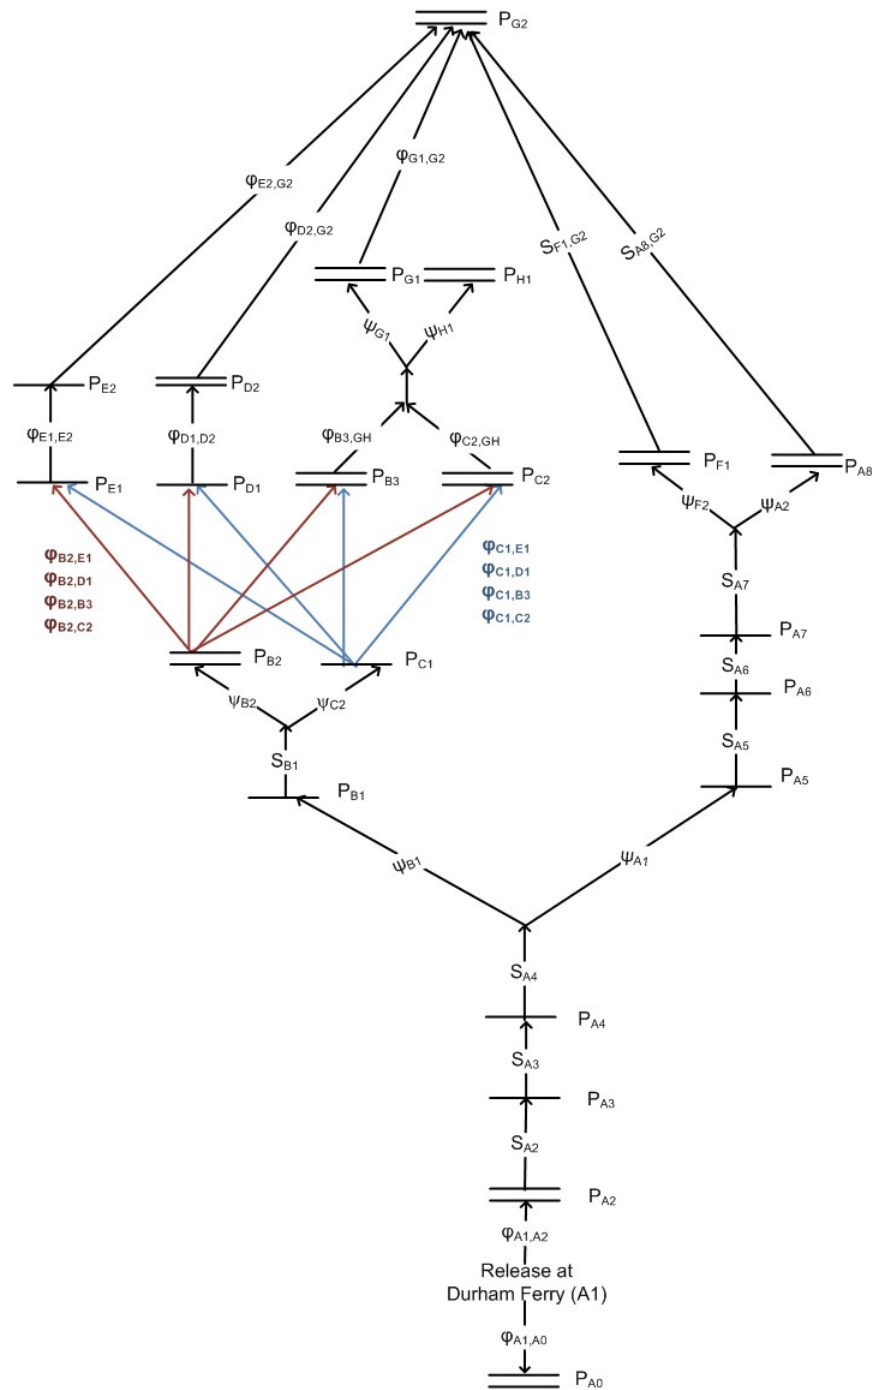 P_G2
φ_E2,G2
φ_D2,G2
φ_G1,G2
S_F1,G2
S_A8,G2
P_G1
P_H1
ψ_G1
ψ_H1
P_E2
P_D2
φ_E1,E2
φ_D1,D2
φ_B3,GH
φ_C2,GH
P_E1
P_D1
P_B3
P_C2
P_F1
P_A8
ψ_F2
ψ_A2
φ_B2,E1
φ_B2,D1
φ_B2,B3
φ_B2,C2
φ_C1,E1
φ_C1,D1
φ_C1,B3
φ_C1,C2
S_A7
P_A7
P_B2
P_C1
S_A6
P_A6
ψ_B2
ψ_C2
S_A5
S_B1
P_B1
P_A5
ψ_B1
ψ_A1
S_A4
P_A4
S_A3
P_A3
S_A2
P_A2
φ_A1,A2
Release at
Durham Ferry (A1)
φ_A1,A0
P_A0